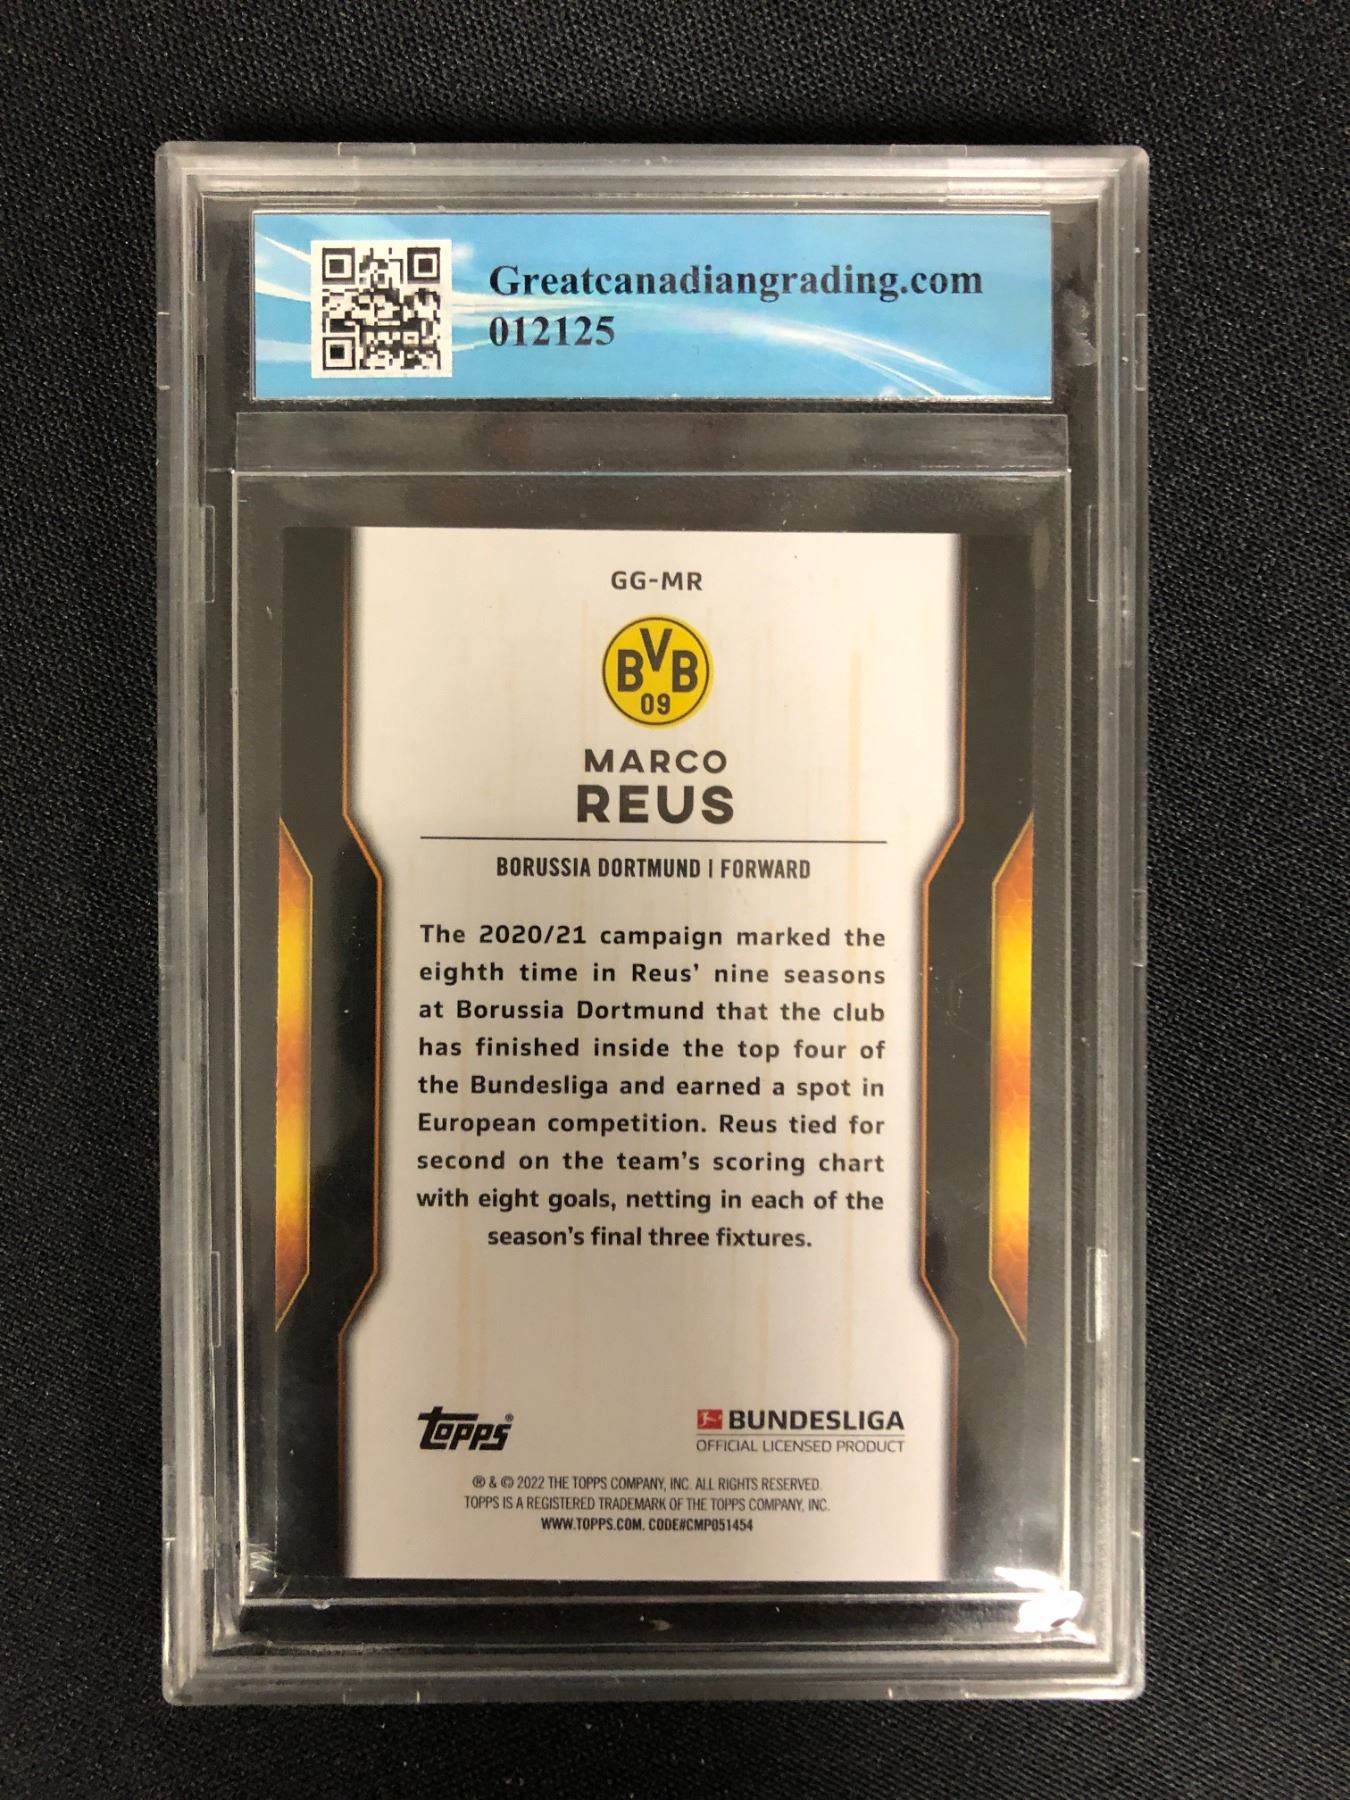 Greatcanadiangrading.com
012125
GG-MR
BVB
09
MARCO
REUS
BORUSSIA DORTMUND | FORWARD
The 2020/21 campaign marked the
eighth time in Reus' nine seasons
at Borussia Dortmund that the club
has finished inside the top four of
the Bundesliga and earned a spot in
European competition. Reus tied for
second on the team's scoring chart
with eight goals, netting in each of the
season's final three fixtures.
topps®
BUNDESLIGA
OFFICIAL LICENSED PRODUCT
® & © 2022 THE TOPPS COMPANY, INC. ALL RIGHTS RESERVED.
TOPPS IS A REGISTERED TRADEMARK OF THE TOPPS COMPANY, INC.
WWW.TOPPS.COM. CODE#CMP051454